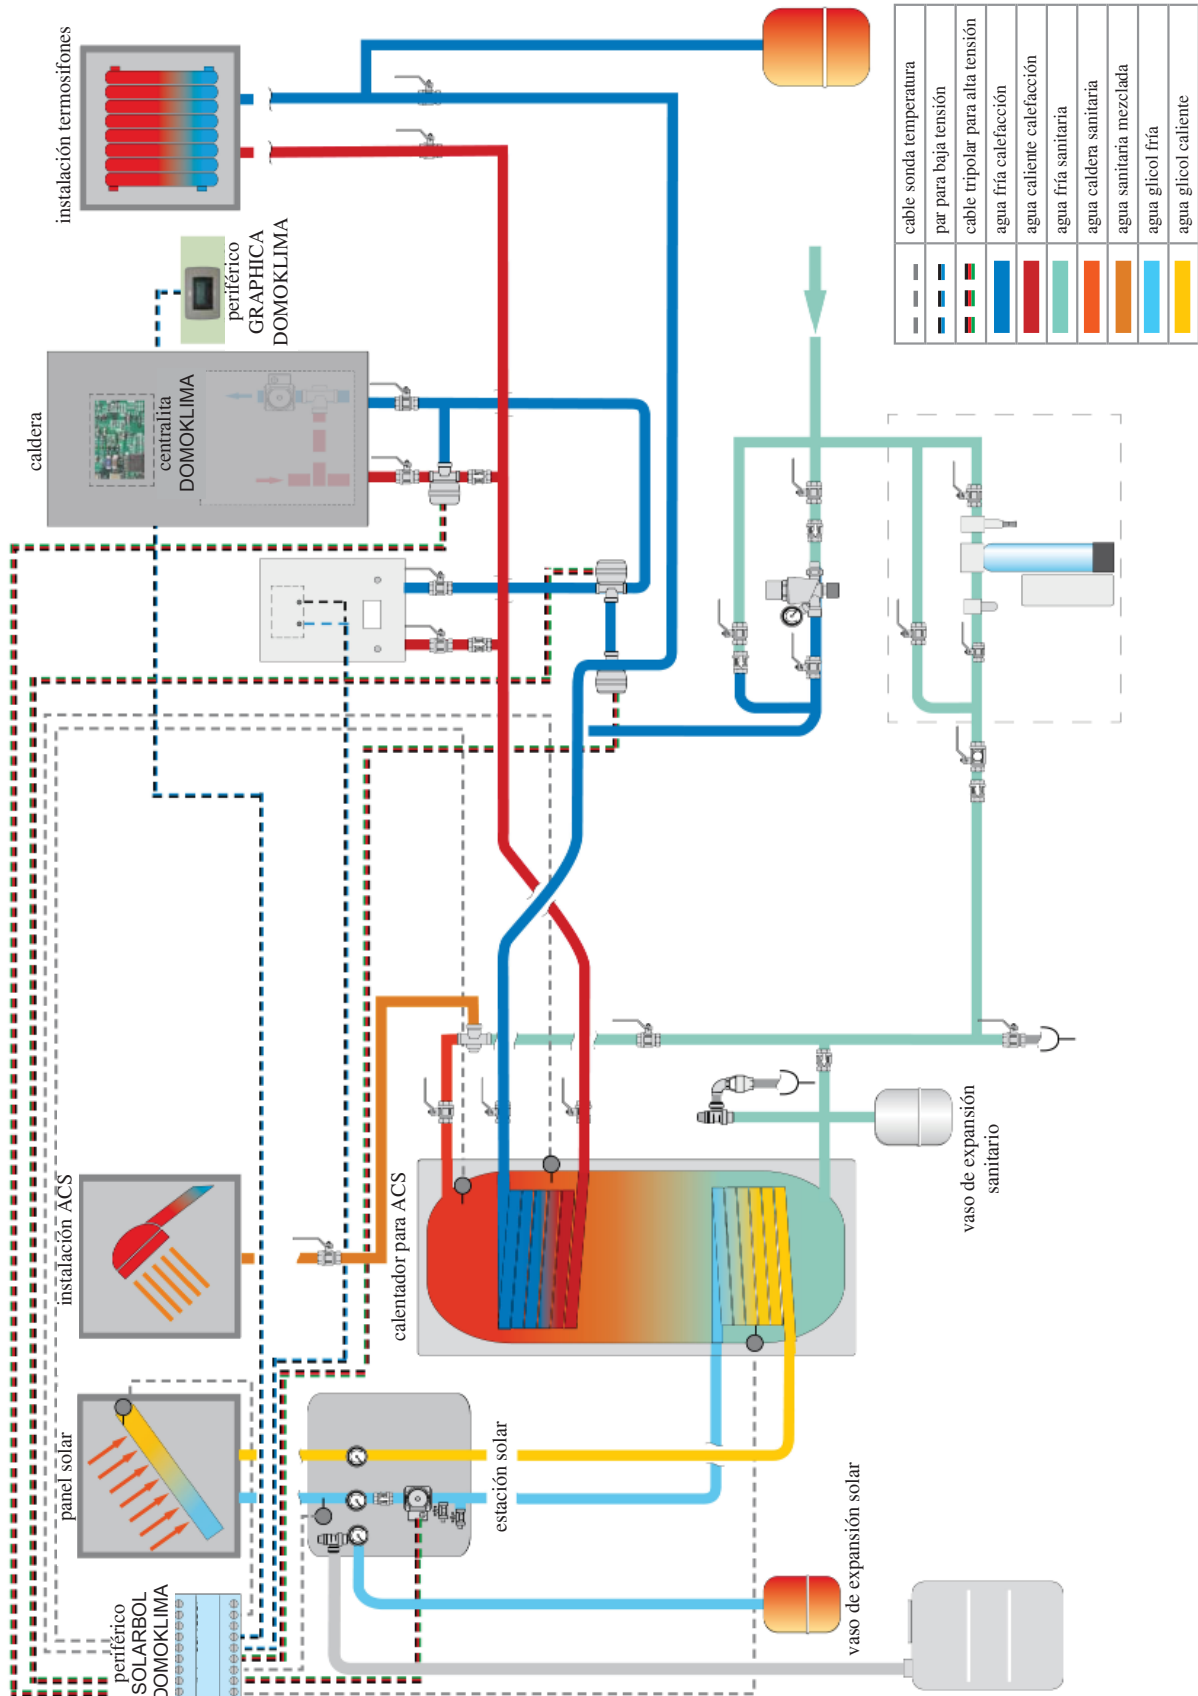 instalación termosifones
periférico
GRAPHICA
DOMOKLIMA
caldera
centralita
DOMOKLIMA
instalación ACS
calentador para ACS
vaso de expansión
sanitario
panel solar
estación solar
vaso de expansión solar
periférico
SOLARBOL
DOMOKLIMA
cable sonda temperatura
par para baja tensión
cable tripolar para alta tensión
agua fría calefacción
agua caliente calefacción
agua fría sanitaria
agua caldera sanitaria
agua sanitaria mezclada
agua glicol fría
agua glicol caliente